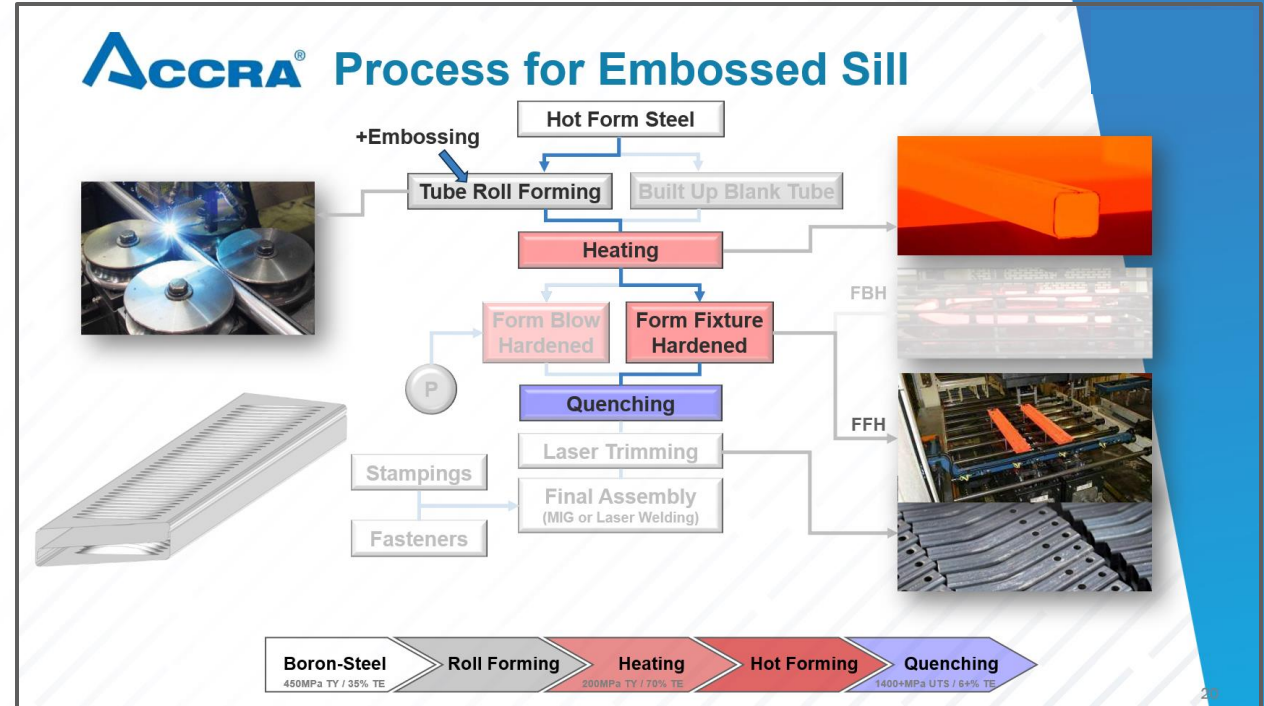 ACCRA® Process for Embossed Sill
Hot Form Steel
+Embossing
Tube Roll Forming
Built Up Blank Tube
Heating
FBH
Form Blow
Hardened
Form Fixture
Hardened
P
Quenching
FFH
Laser Trimming
Stampings
Final Assembly
(MIG or Laser Welding)
Fasteners
Boron-Steel
450MPa TY / 35% TE
Roll Forming
Heating
200MPa TY / 70% TE
Hot Forming
Quenching
1400+MPa UTS / 6+% TE